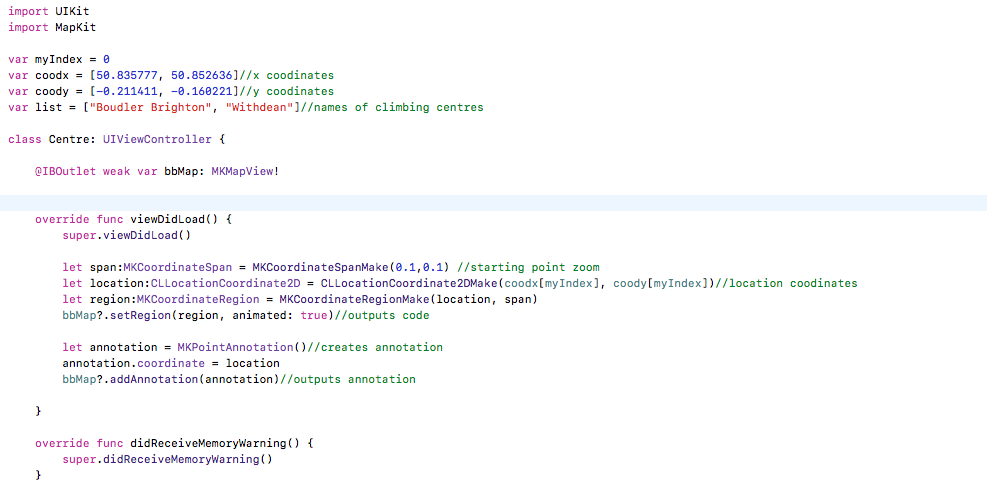 import UIKit
import MapKit
var myIndex = 0
var coodx = [50.835777, 50.852636]//x coodinates
var coody = [-0.211411, -0.160221]//y coodinates
var list = ["Boudler Brighton", "Withdean"]//names of climbing centres
class Centre: UIViewController {
@IBOutlet weak var bbMap: MKMapView!
override func viewDidLoad() {
super.viewDidLoad()
let span:MKCoordinateSpan = MKCoordinateSpanMake(0.1,0.1) //starting point zoom
let location:CLLocationCoordinate2D = CLLocationCoordinate2DMake(coodx[myIndex], coody[myIndex])//location coodinates
let region:MKCoordinateRegion = MKCoordinateRegionMake(location, span)
bbMap?.setRegion(region, animated: true)//outputs code
let annotation = MKPointAnnotation()//creates annotation
annotation.coordinate = location
bbMap?.addAnnotation(annotation)//outputs annotation
}
override func didReceiveMemoryWarning() {
super.didReceiveMemoryWarning()
}